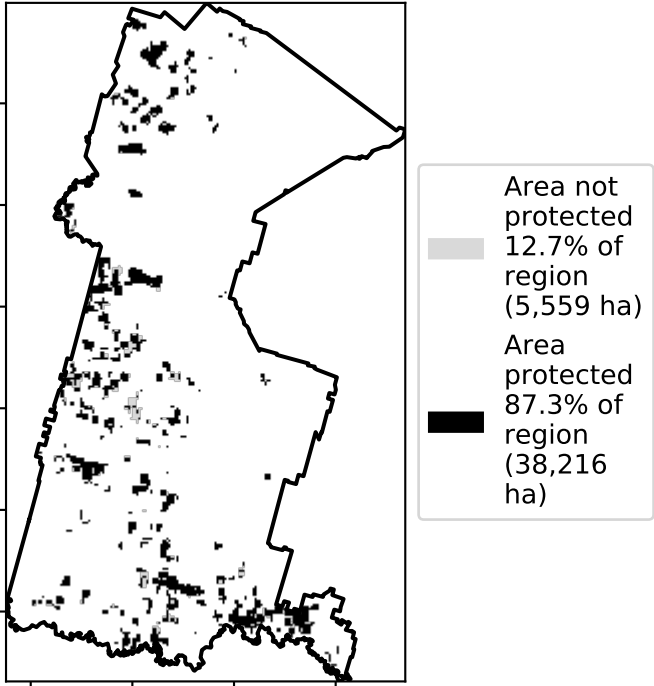 Area not
protected
12.7% of
region
(5,559 ha)
Area
protected
87.3% of
region
(38,216
ha)